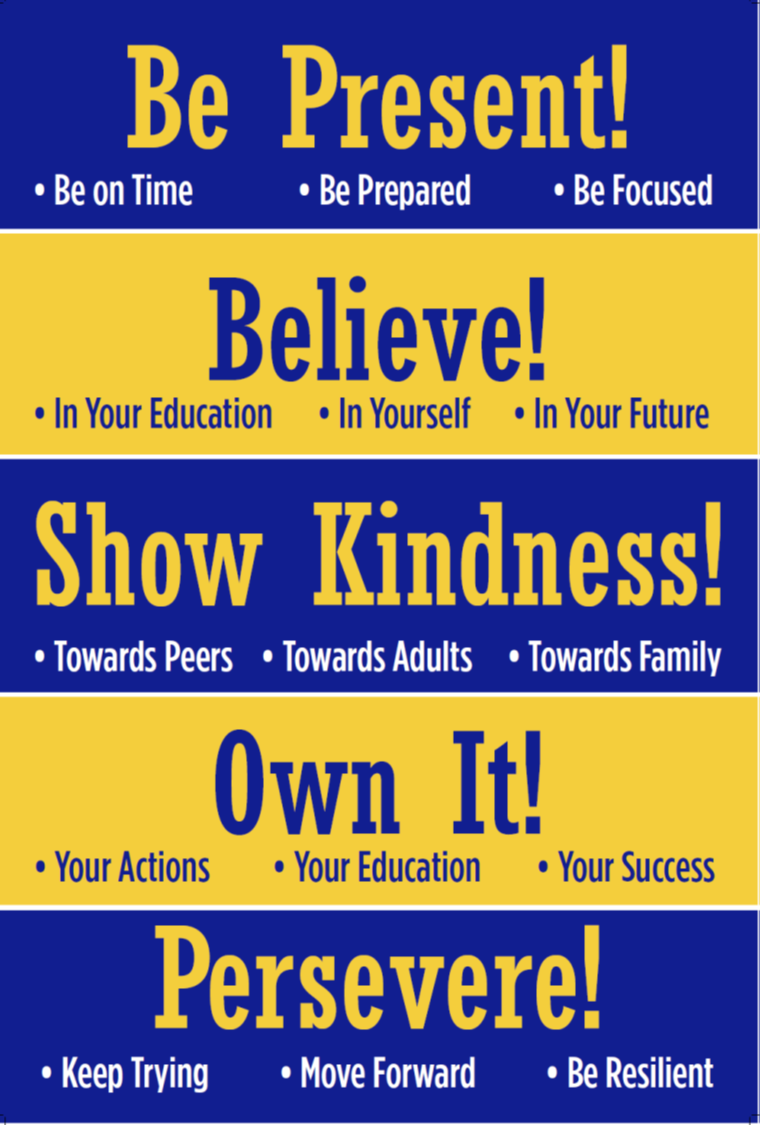 Be Present!
• Be on Time • Be Prepared • Be Focused
Believe!
• In Your Education • In Yourself • In Your Future
Show Kindness!
• Towards Peers • Towards Adults • Towards Family
Own It!
• Your Actions • Your Education • Your Success
Persevere!
• Keep Trying • Move Forward • Be Resilient